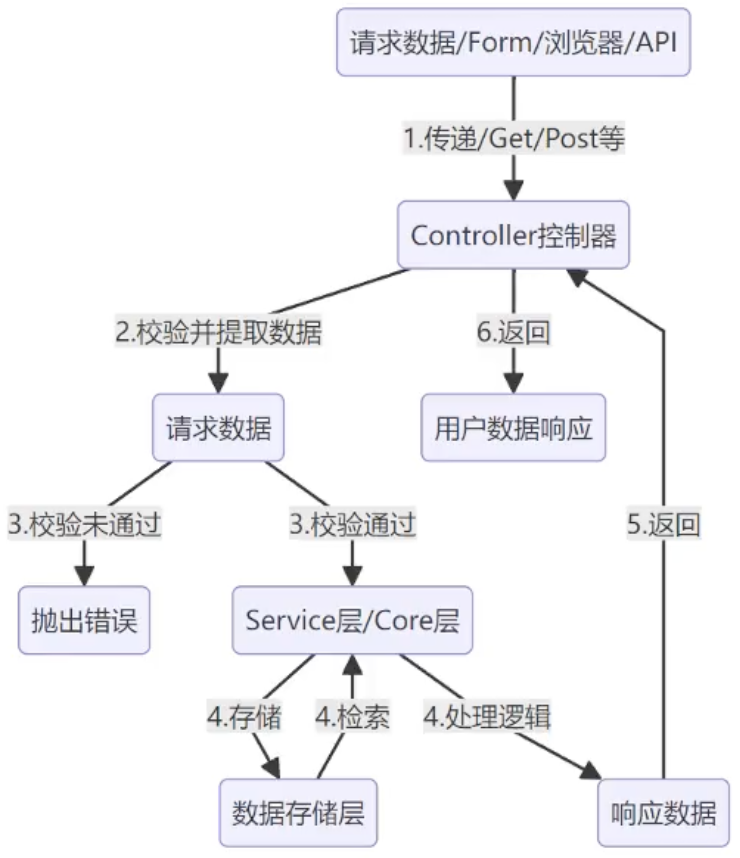 请求数据/Form/浏览器/API
1.传递/Get/Post等
Controller控制器
2.校验并提取数据
6.返回
请求数据
用户数据响应
3.校验未通过
3.校验通过
5.返回
抛出错误
Service层/Core层
4.存储
4.检索
4.处理逻辑
数据存储层
响应数据